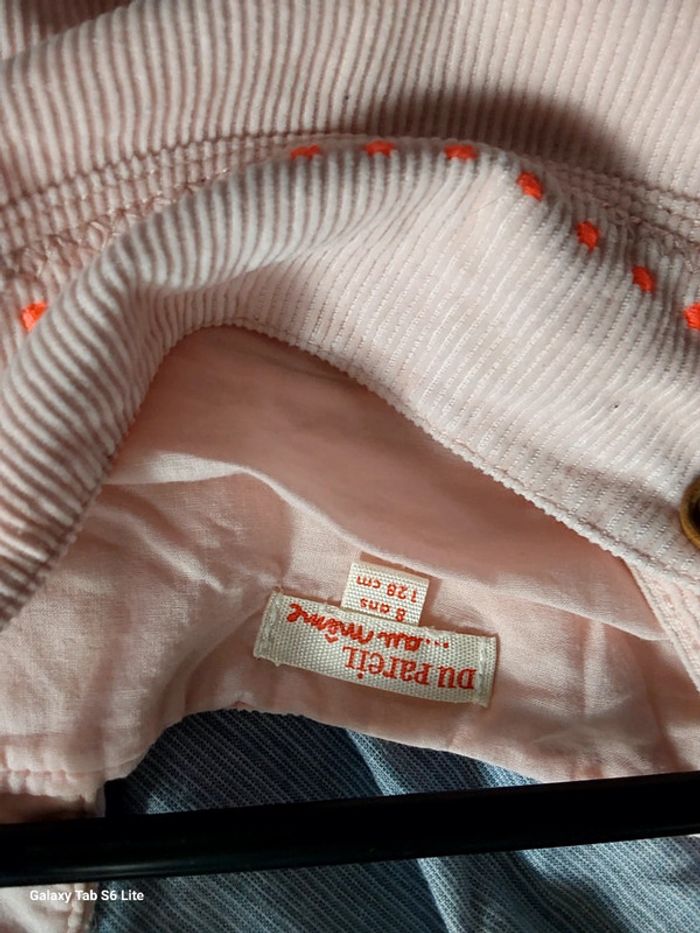 DU Pareil
...au même
8 ans
128 cm
Galaxy Tab S6 Lite